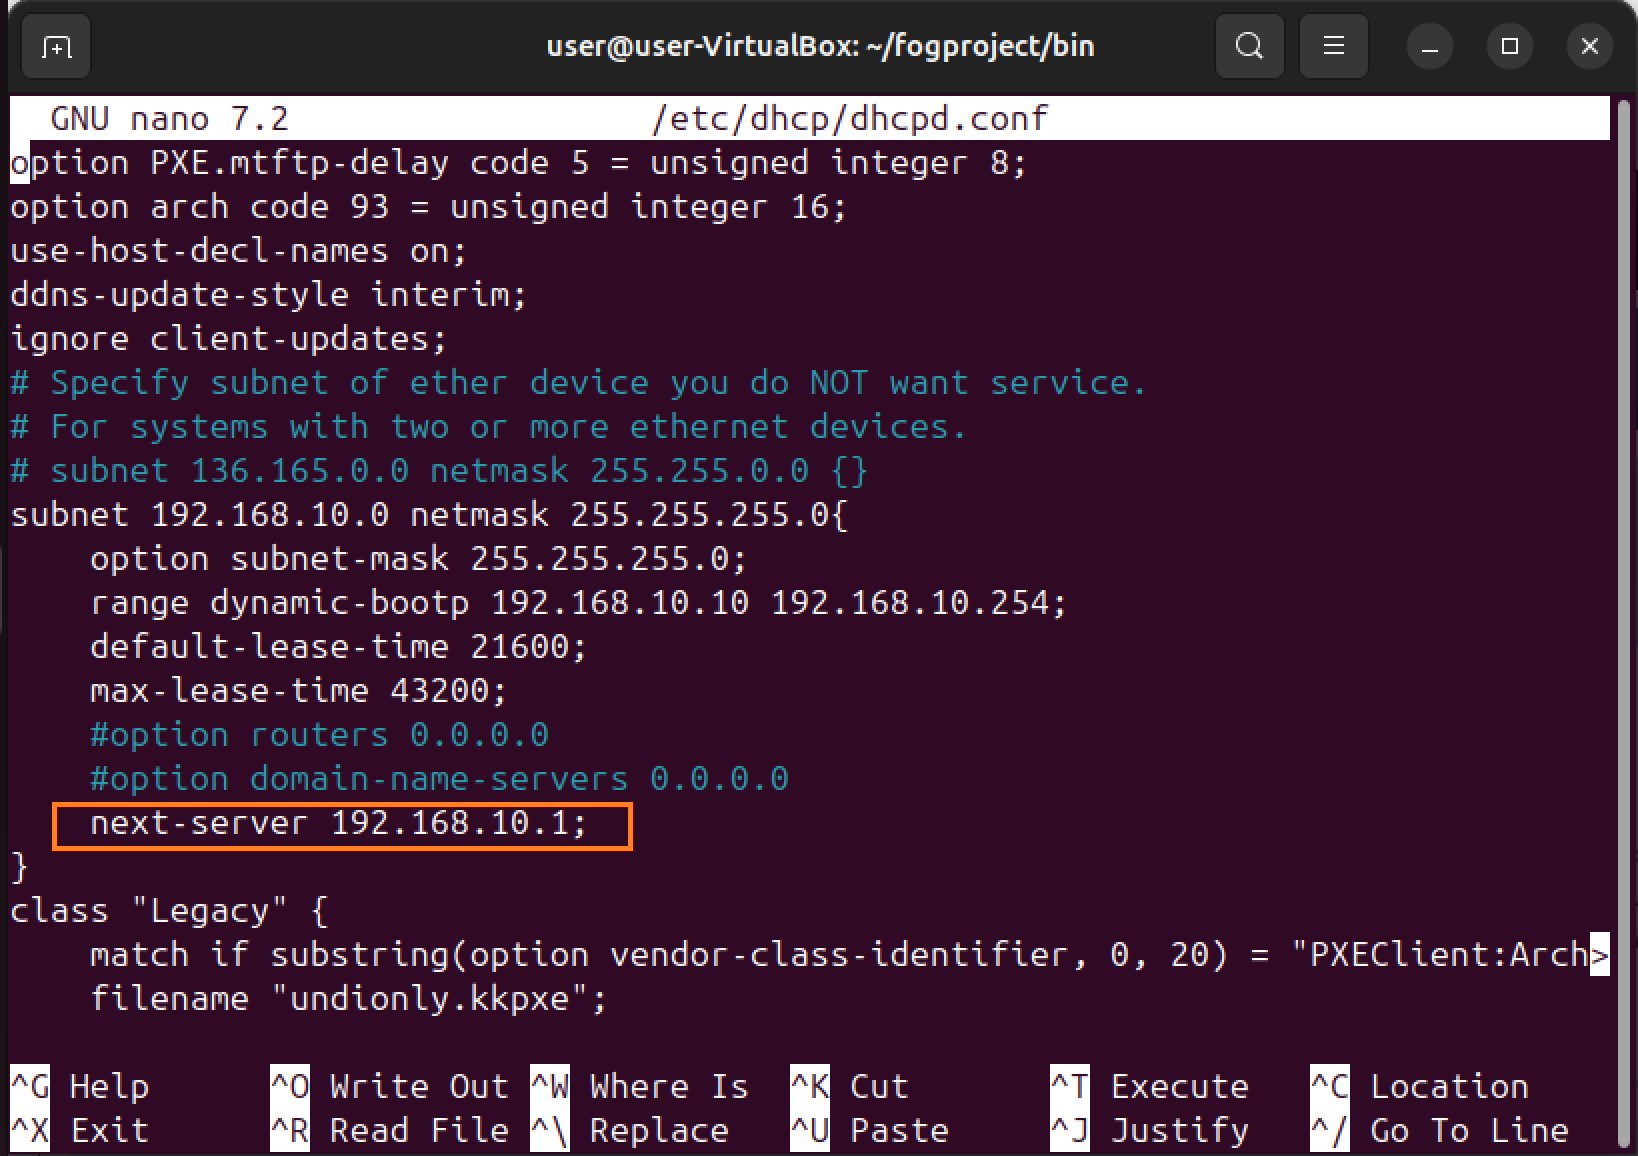 user@user-VirtualBox: ~/fogproject/bin
GNU nano 7.2 /etc/dhcp/dhcpd.conf
option PXE.mtftp-delay code 5 = unsigned integer 8;
option arch code 93 = unsigned integer 16;
use-host-decl-names on;
ddns-update-style interim;
ignore client-updates;
# Specify subnet of ether device you do NOT want service.
# For systems with two or more ethernet devices.
# subnet 136.165.0.0 netmask 255.255.0.0 {}
subnet 192.168.10.0 netmask 255.255.255.0{
    option subnet-mask 255.255.255.0;
    range dynamic-bootp 192.168.10.10 192.168.10.254;
    default-lease-time 21600;
    max-lease-time 43200;
    #option routers 0.0.0.0
    #option domain-name-servers 0.0.0.0
    next-server 192.168.10.1;
}
class "Legacy" {
    match if substring(option vendor-class-identifier, 0, 20) = "PXEClient:Arch>
    filename "undionly.kkpxe";
^G Help ^O Write Out ^W Where Is ^K Cut ^T Execute ^C Location
^X Exit ^R Read File ^\ Replace ^U Paste ^J Justify ^/ Go To Line